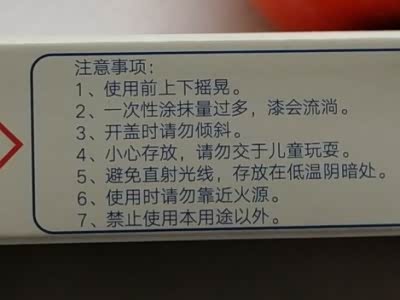 注意事项：
1、使用前上下摇晃。
2、一次性涂抹量过多，漆会流淌。
3、开盖时请勿倾斜。
4、小心存放，请勿交于儿童玩耍。
5、避免直射光线，存放在低温阴暗处。
6、使用时请勿靠近火源。
7、禁止使用本用途以外。